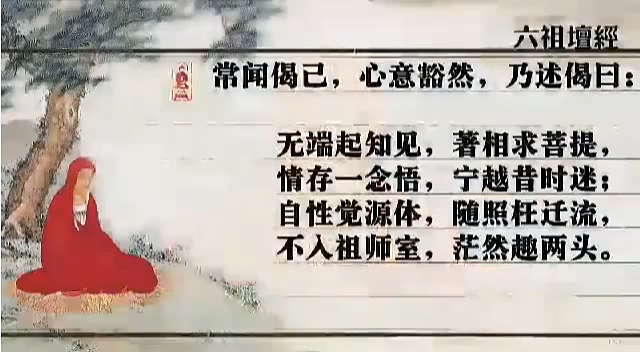 六祖壇經
常闻偈已，心意豁然，乃述偈曰：
无端起知见，著相求菩提，
情存一念悟，宁越昔时迷；
自性觉源体，随照枉迁流，
不入祖师室，茫然趣两头。